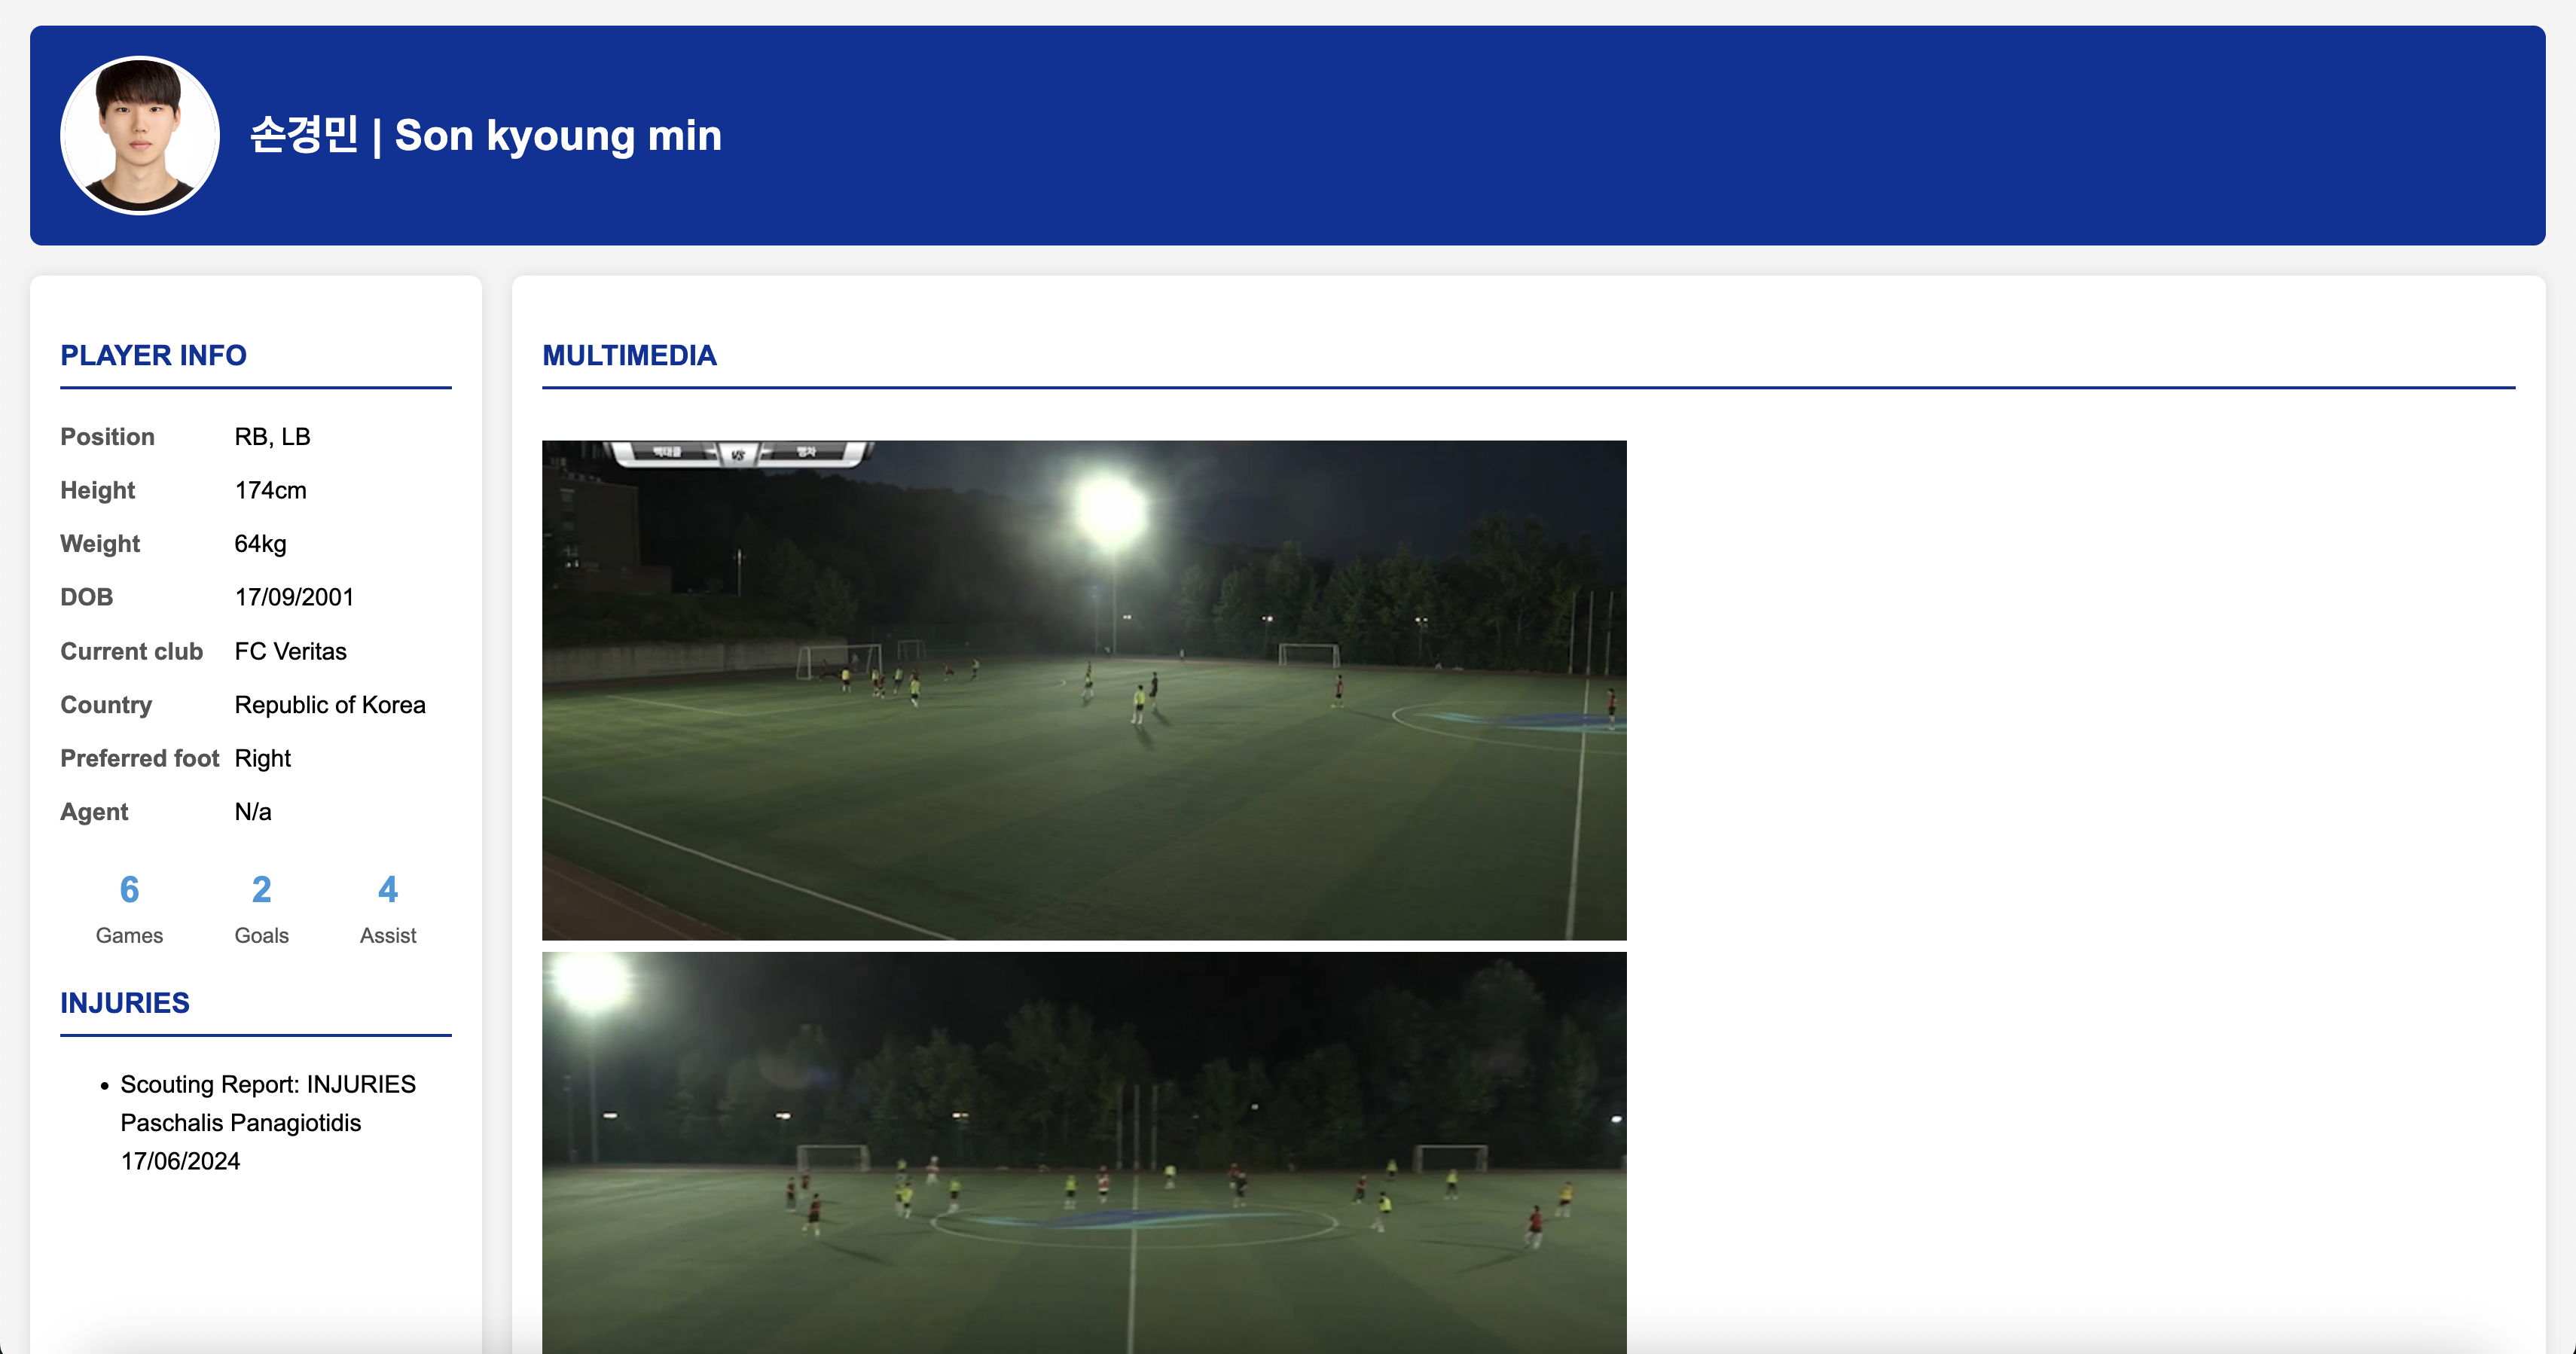 손경민 | Son kyoung min
PLAYER INFO
Position RB, LB
Height 174cm
Weight 64kg
DOB 17/09/2001
Current club FC Veritas
Country Republic of Korea
Preferred foot Right
Agent N/a
6 2 4
Games Goals Assist
INJURIES
• Scouting Report: INJURIES
Paschalis Panagiotidis
17/06/2024
MULTIMEDIA
VS